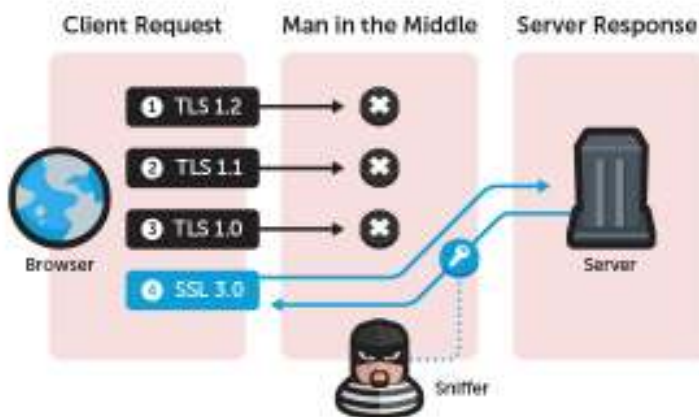 Client Request
Man in the Middle
Server Response
1 TLS 1.2
2 TLS 1.1
3 TLS 1.0
4 SSL 3.0
Browser
Server
Sniffer